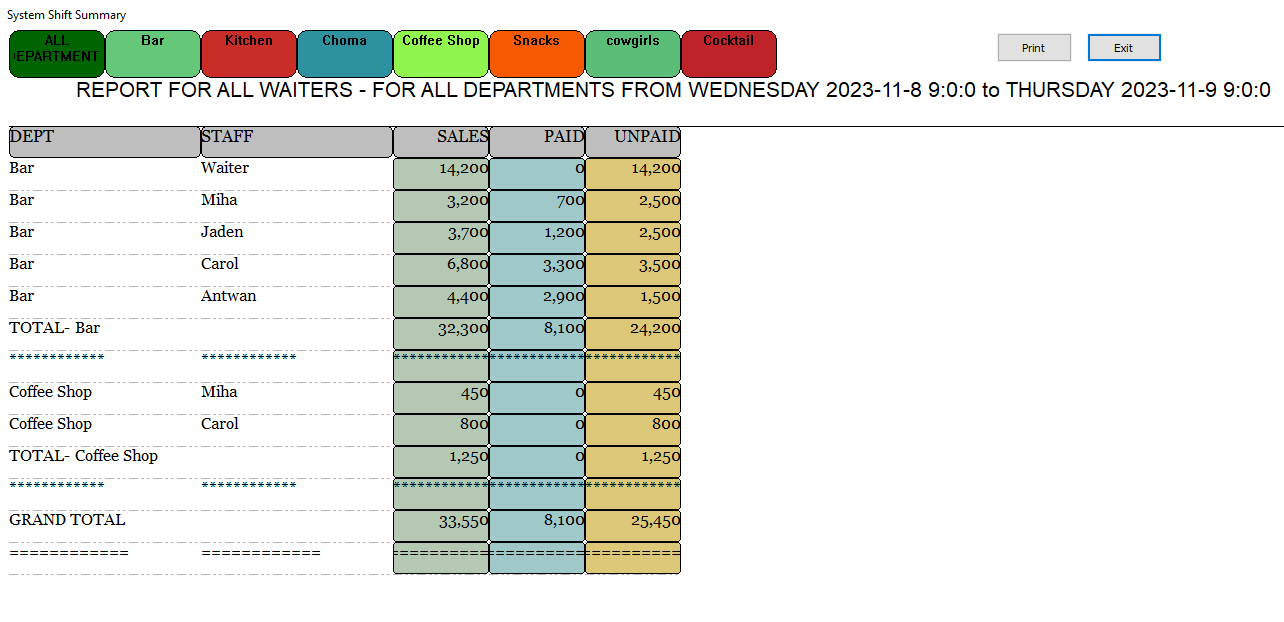 System Shift Summary
ALL Bar Kitchen Choma Coffee Shop Snacks cowgirls Cocktail
EPARTMENT
Print Exit
REPORT FOR ALL WAITERS - FOR ALL DEPARTMENTS FROM WEDNESDAY 2023-11-8 9:0:0 to THURSDAY 2023-11-9 9:0:0
DEPT STAFF SALES PAID UNPAID
Bar Waiter 14,200 0 14,200
Bar Miha 3,200 700 2,500
Bar Jaden 3,700 1,200 2,500
Bar Carol 6,800 3,300 3,500
Bar Antwan 4,400 2,900 1,500
TOTAL- Bar 32,300 8,100 24,200
************ ************ ************ ************ ************
Coffee Shop Miha 450 0 450
Coffee Shop Carol 800 0 800
TOTAL- Coffee Shop 1,250 0 1,250
************ ************ ************ ************ ************
GRAND TOTAL 33,550 8,100 25,450
============ ============ ============ ============ ============